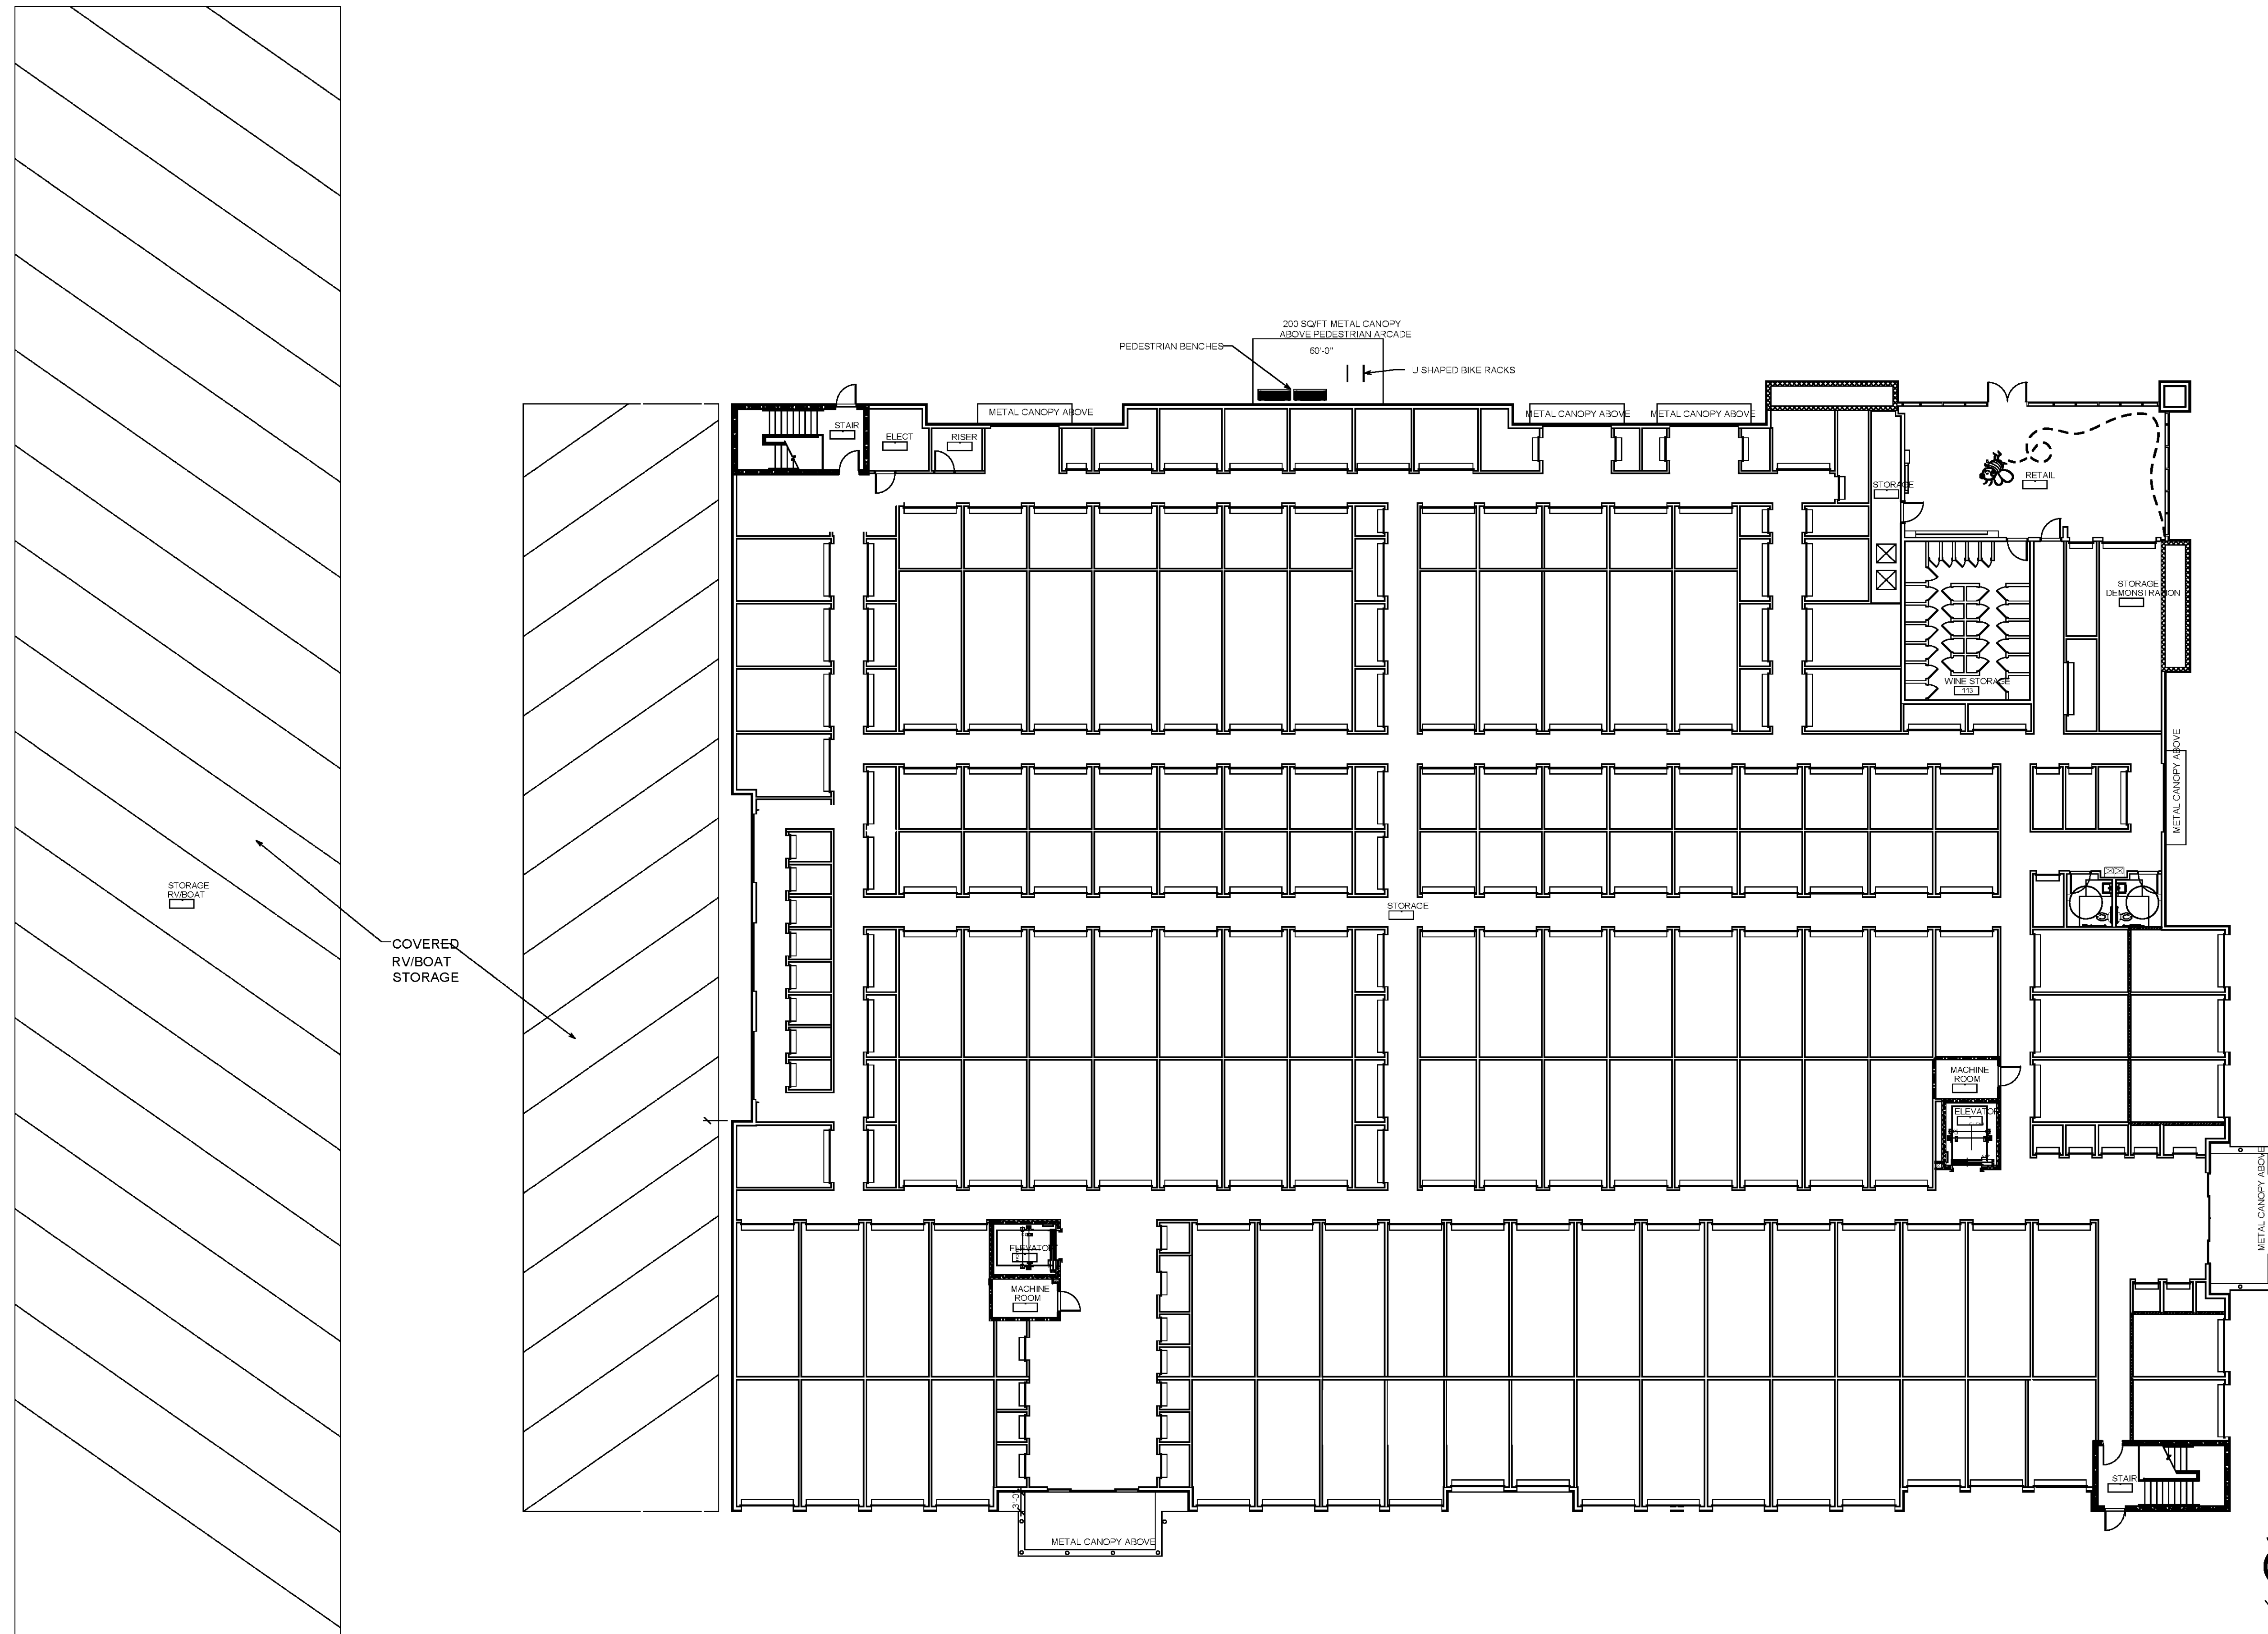 200 SQ/FT METAL CANOPY
ABOVE PEDESTRIAN ARCADE
PEDESTRIAN BENCHES
60'-0"
U SHAPED BIKE RACKS
METAL CANOPY ABOVE
METAL CANOPY ABOVE
METAL CANOPY ABOVE
STAIR
ELECT
RISER
RETAIL
STORAGE
STORAGE
DEMONSTRATION
WINE STORAGE
113
METAL CANOPY ABOVE
STORAGE
RV/BOAT
STORAGE
COVERED
RV/BOAT
STORAGE
MACHINE
ROOM
ELEVATOR
METAL CANOPY ABOVE
ELEVATOR
MACHINE
ROOM
STAIR
3'-0"
METAL CANOPY ABOVE